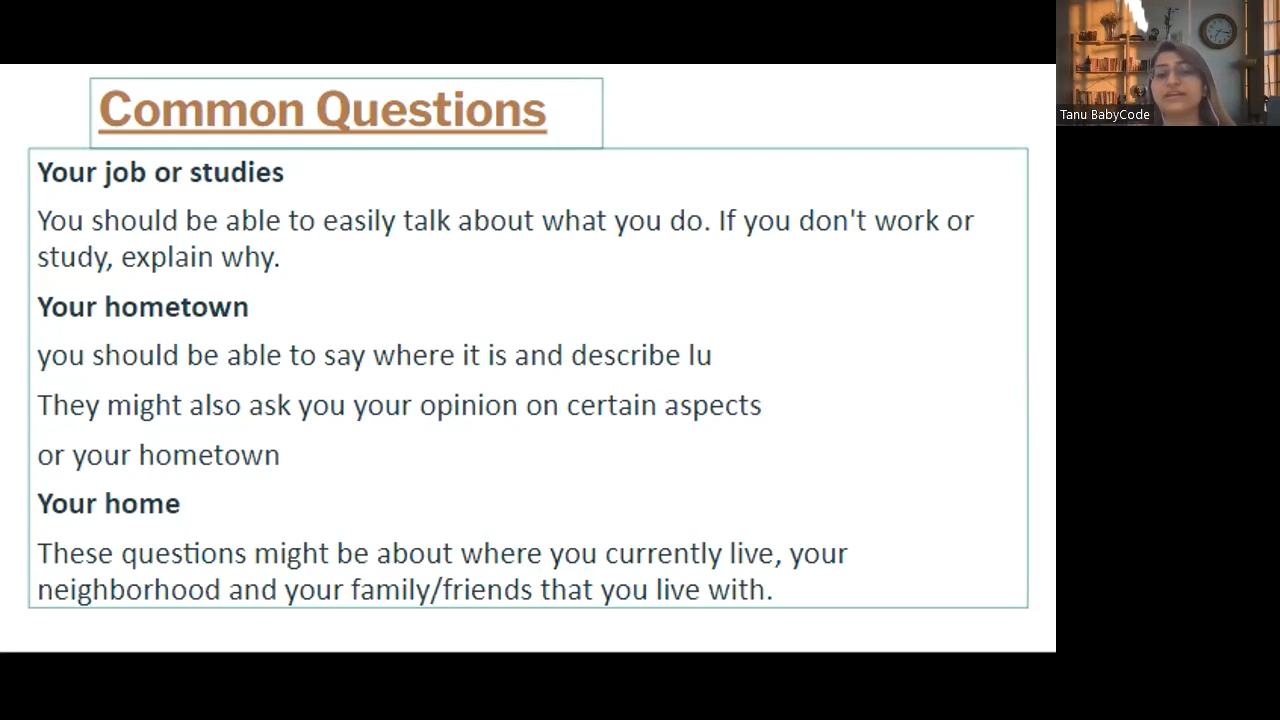 Common Questions
Your job or studies
You should be able to easily talk about what you do. If you don't work or
study, explain why.
Your hometown
you should be able to say where it is and describe lu
They might also ask you your opinion on certain aspects
or your hometown
Your home
These questions might be about where you currently live, your
neighborhood and your family/friends that you live with.
Tanu BabyCode